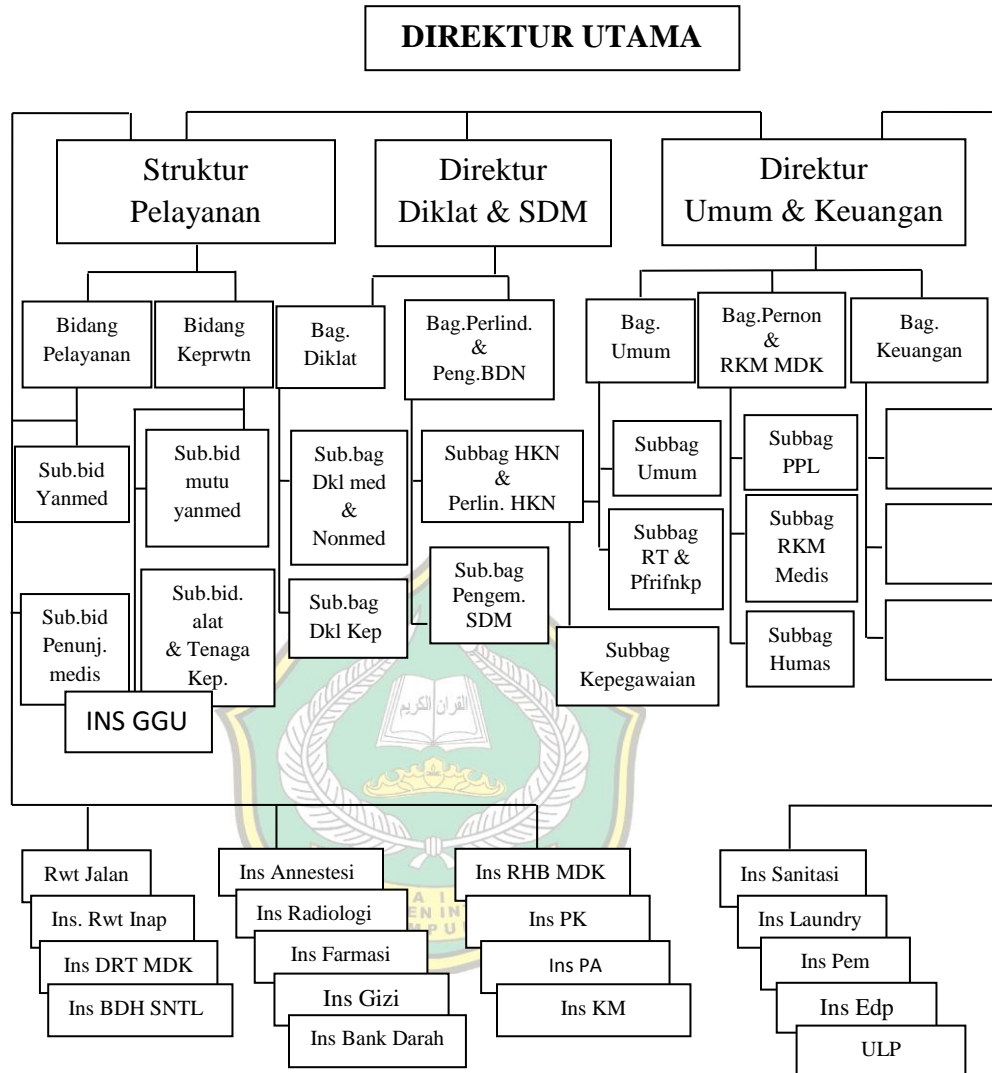 DIREKTUR UTAMA
Struktur
Pelayanan
Direktur
Diklat & SDM
Direktur
Umum & Keuangan
Bidang
Pelayanan
Bidang
Keprwtn
Bag.
Diklat
Bag.Perlind.
&
Peng.BDN
Bag.
Umum
Bag.Pernon
&
RKM MDK
Bag.
Keuangan
Sub.bid
Yanmed
Sub.bid
mutu
yanmed
Sub.bag
Dkl med
&
Nonmed
Subbag HKN
&
Perlin. HKN
Subbag
Umum
Subbag
PPL
Sub.bid
Penunj.
medis
Sub.bid.
alat
& Tenaga
Kep.
Sub.bag
Dkl Kep
Sub.bag
Pengem.
SDM
Subbag
RT &
Pfrifnkp
Subbag
RKM
Medis
Subbag
Kepegawaian
Subbag
Humas
INS GGU
القرآن الكريم
Rwt Jalan
Ins. Rwt Inap
Ins DRT MDK
Ins BDH SNTL
Ins Annestesi
Ins Radiologi
Ins Farmasi
Ins Gizi
Ins Bank Darah
Ins RHB MDK
Ins PK
Ins PA
Ins KM
Ins Sanitasi
Ins Laundry
Ins Pem
Ins Edp
ULP